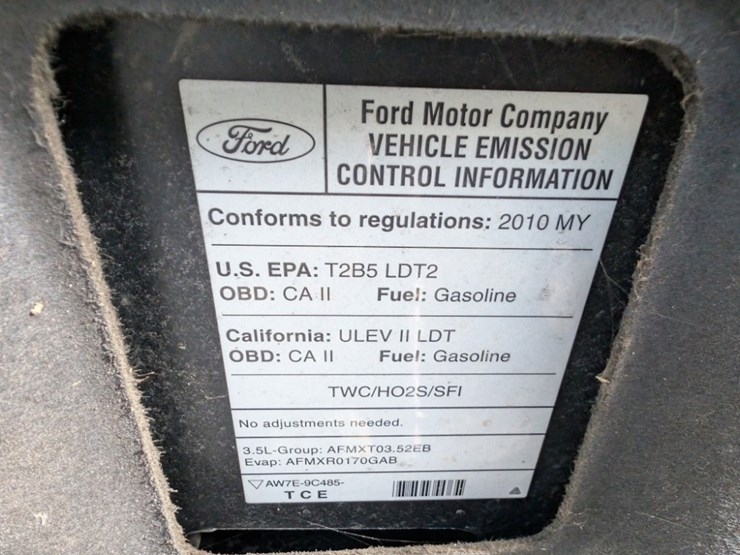 Ford
Ford Motor Company
VEHICLE EMISSION
CONTROL INFORMATION
Conforms to regulations: 2010 MY
U.S. EPA: T2B5 LDT2
OBD: CA II Fuel: Gasoline
California: ULEV II LDT
OBD: CA II Fuel: Gasoline
TWC/HO2S/SFI
No adjustments needed.
3.5L-Group: AFMXT03.52EB
Evap: AFMXR0170GAB
AW7E-9C485-
TCE